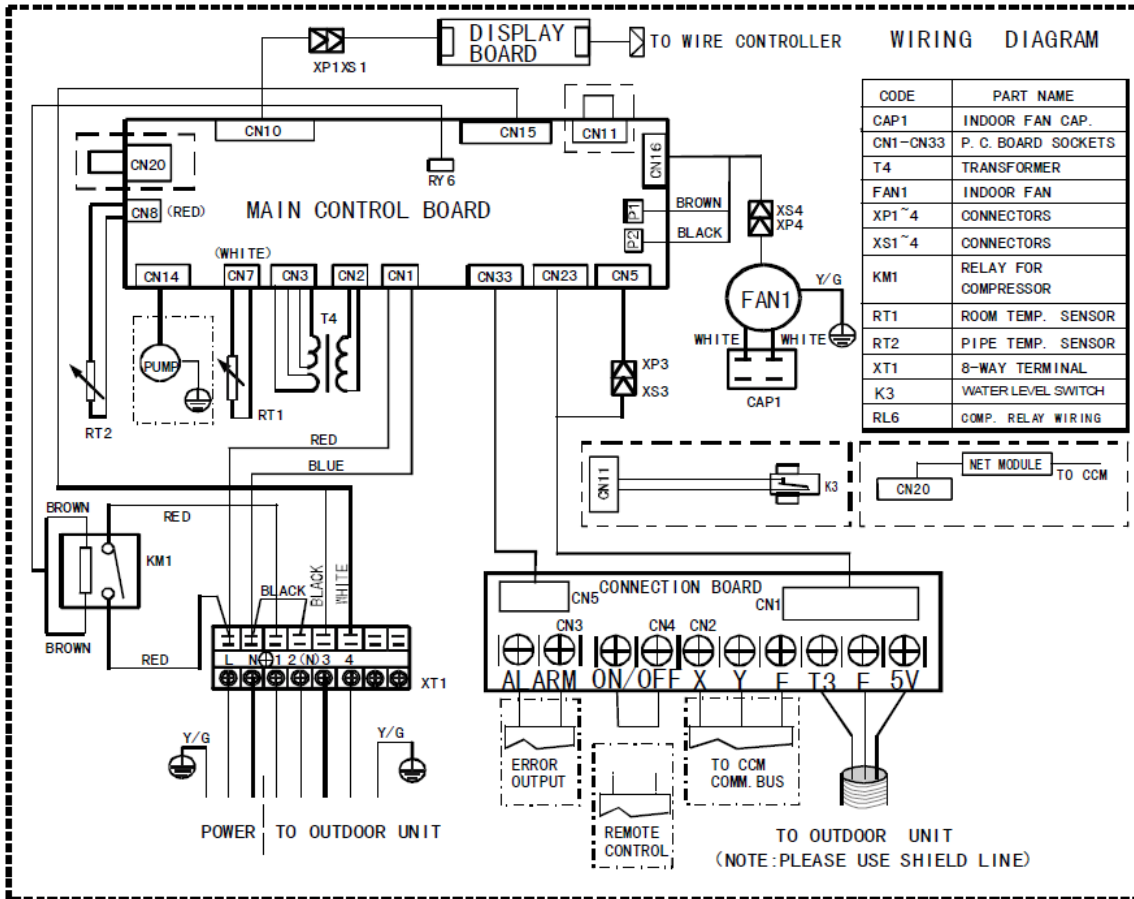 DISPLAY
BOARD
TO WIRE CONTROLLER
WIRING DIAGRAM
XP1XS1
CODE PART NAME
CAP1 INDOOR FAN CAP.
CN1-CN33 P.C.BOARD SOCKETS
T4 TRANSFORMER
FAN1 INDOOR FAN
XP1~4 CONNECTORS
XS1~4 CONNECTORS
KM1 RELAY FOR
COMPRESSOR
RT1 ROOM TEMP. SENSOR
RT2 PIPE TEMP. SENSOR
XT1 8-WAY TERMINAL
K3 WATER LEVEL SWITCH
RL6 COMP. RELAY WIRING
CN10
CN15
CN11
CN16
CN20
RY6
CN8 (RED)
MAIN CONTROL BOARD
P1
BROWN
P2
BLACK
XS4
XP4
(WHITE)
CN14
CN7
CN3
CN2
CN1
CN33
CN23
CN5
FAN1
Y/G
T4
WHITE
WHITE
CAP1
PUMP
XP3
XS3
RT2
RT1
RED
BLUE
CN11
K3
CN20
NET MODULE
TO CCM
BROWN
RED
KM1
BLACK
BLACK
WHITE
BROWN
RED
L N 1 2(N)3 4
XT1
CONNECTION BOARD
CN5
CN1
CN3
CN4
CN2
ALARM ON/OFF X Y E T3 E 5V
Y/G
Y/G
ERROR
OUTPUT
TO CCM
COMM.BUS
REMOTE
CONTROL
POWER TO OUTDOOR UNIT
TO OUTDOOR UNIT
(NOTE:PLEASE USE SHIELD LINE)